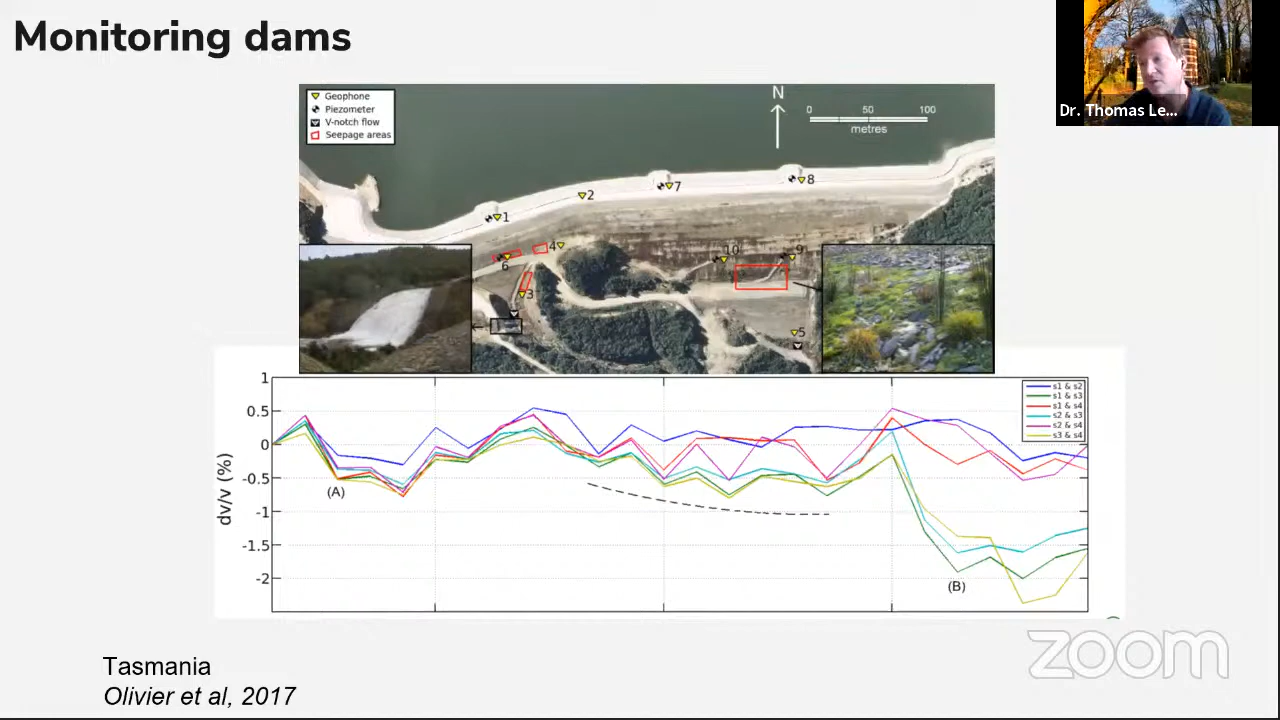 Monitoring dams
Dr. Thomas Le...
Geophone
Piezometer
V-notch flow
Seepage areas
N
0 50 100
metres
1
2
7
8
4
6
3
10
9
5
1
0.5
0
-0.5
-1
-1.5
-2
dv/v (%)
(A)
(B)
s1 & s2
s1 & s3
s1 & s4
s2 & s3
s2 & s4
s3 & s4
Tasmania
Olivier et al, 2017
zoom